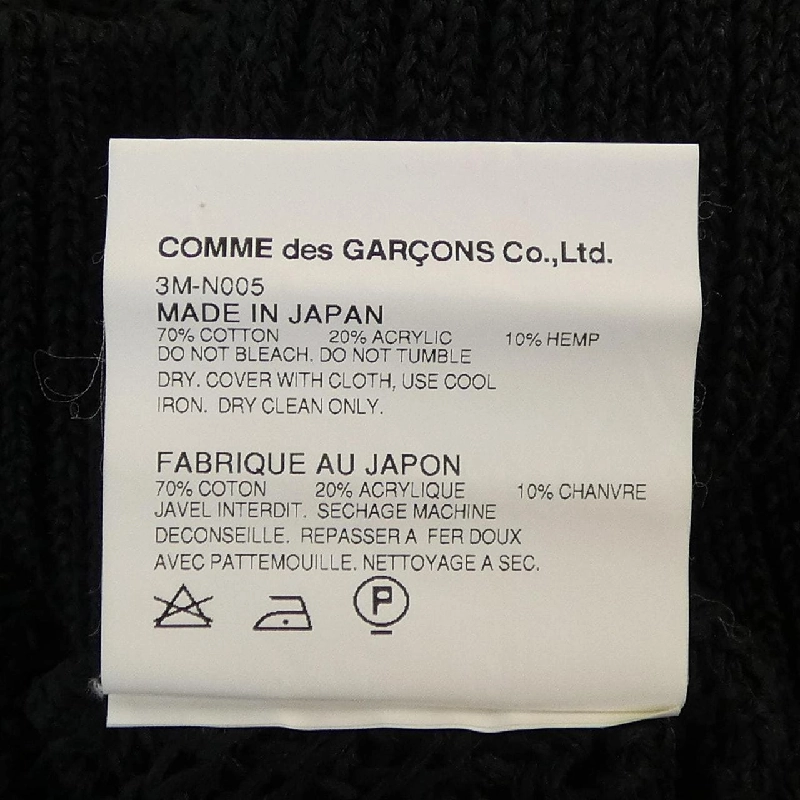 COMME des GARÇONS Co.,Ltd.
3M-N005
MADE IN JAPAN
70% COTTON 20% ACRYLIC 10% HEMP
DO NOT BLEACH. DO NOT TUMBLE
DRY. COVER WITH CLOTH, USE COOL
IRON. DRY CLEAN ONLY.
FABRIQUE AU JAPON
70% COTON 20% ACRYLIQUE 10% CHANVRE
JAVEL INTERDIT. SECHAGE MACHINE
DECONSEILLE. REPASSER A FER DOUX
AVEC PATTEMOUILLE. NETTOYAGE A SEC.
P